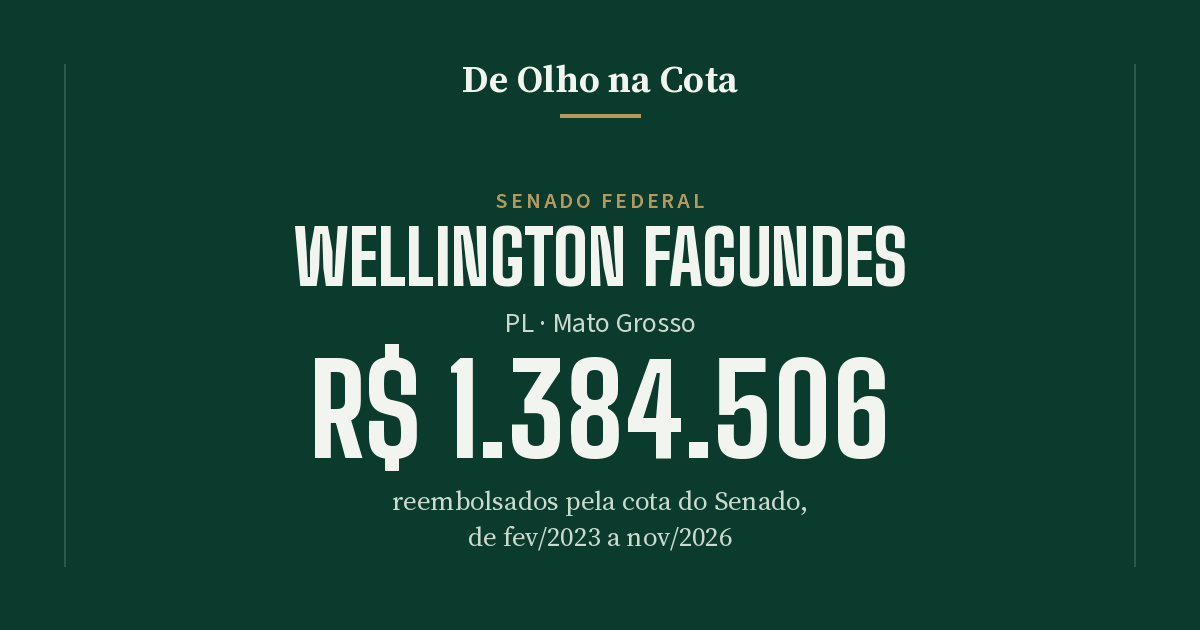 De Olho na Cota
SENADO FEDERAL
WELLINGTON FAGUNDES
PL · Mato Grosso
R$ 1.384.506
reembolsados pela cota do Senado,
de fev/2023 a nov/2026